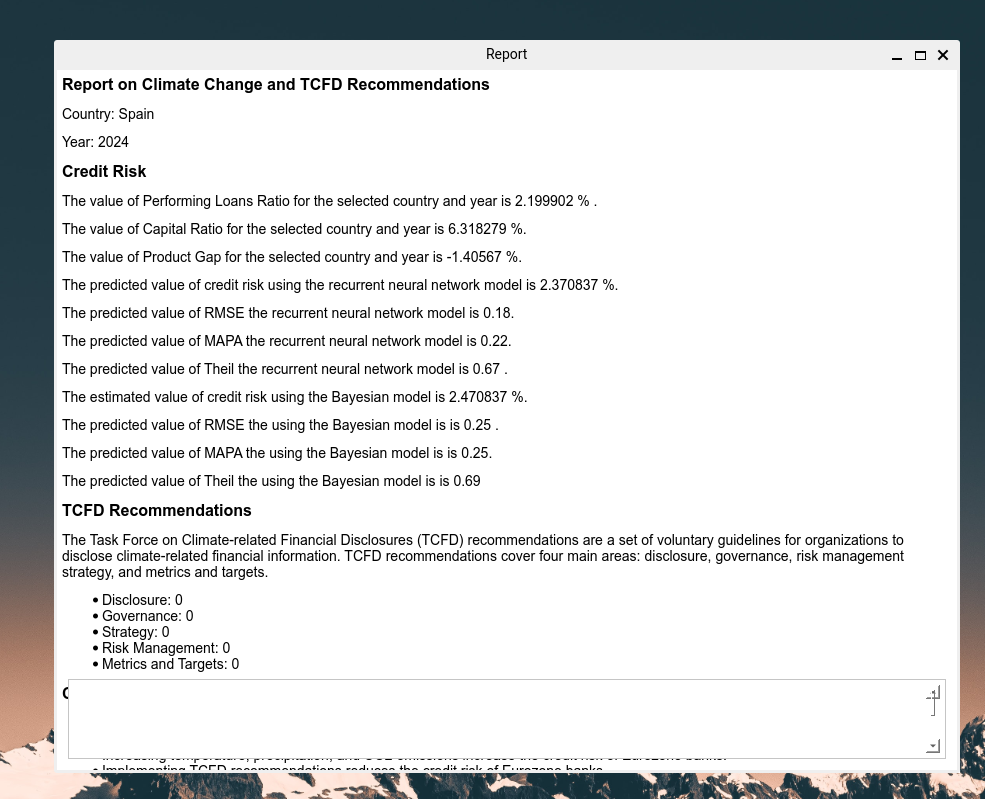 Report
Report on Climate Change and TCFD Recommendations
Country: Spain
Year: 2024
Credit Risk
The value of Performing Loans Ratio for the selected country and year is 2.199902 % .
The value of Capital Ratio for the selected country and year is 6.318279 %.
The value of Product Gap for the selected country and year is -1.40567 %.
The predicted value of credit risk using the recurrent neural network model is 2.370837 %.
The predicted value of RMSE the recurrent neural network model is 0.18.
The predicted value of MAPA the recurrent neural network model is 0.22.
The predicted value of Theil the recurrent neural network model is 0.67 .
The estimated value of credit risk using the Bayesian model is 2.470837 %.
The predicted value of RMSE the using the Bayesian model is is 0.25 .
The predicted value of MAPA the using the Bayesian model is is 0.25.
The predicted value of Theil the using the Bayesian model is is 0.69
TCFD Recommendations
The Task Force on Climate-related Financial Disclosures (TCFD) recommendations are a set of voluntary guidelines for organizations to
disclose climate-related financial information. TCFD recommendations cover four main areas: disclosure, governance, risk management
strategy, and metrics and targets.
• Disclosure: 0
• Governance: 0
• Strategy: 0
• Risk Management: 0
• Metrics and Targets: 0
• Implementing TCFD recommendations reduces the credit risk of Eurozone banks.